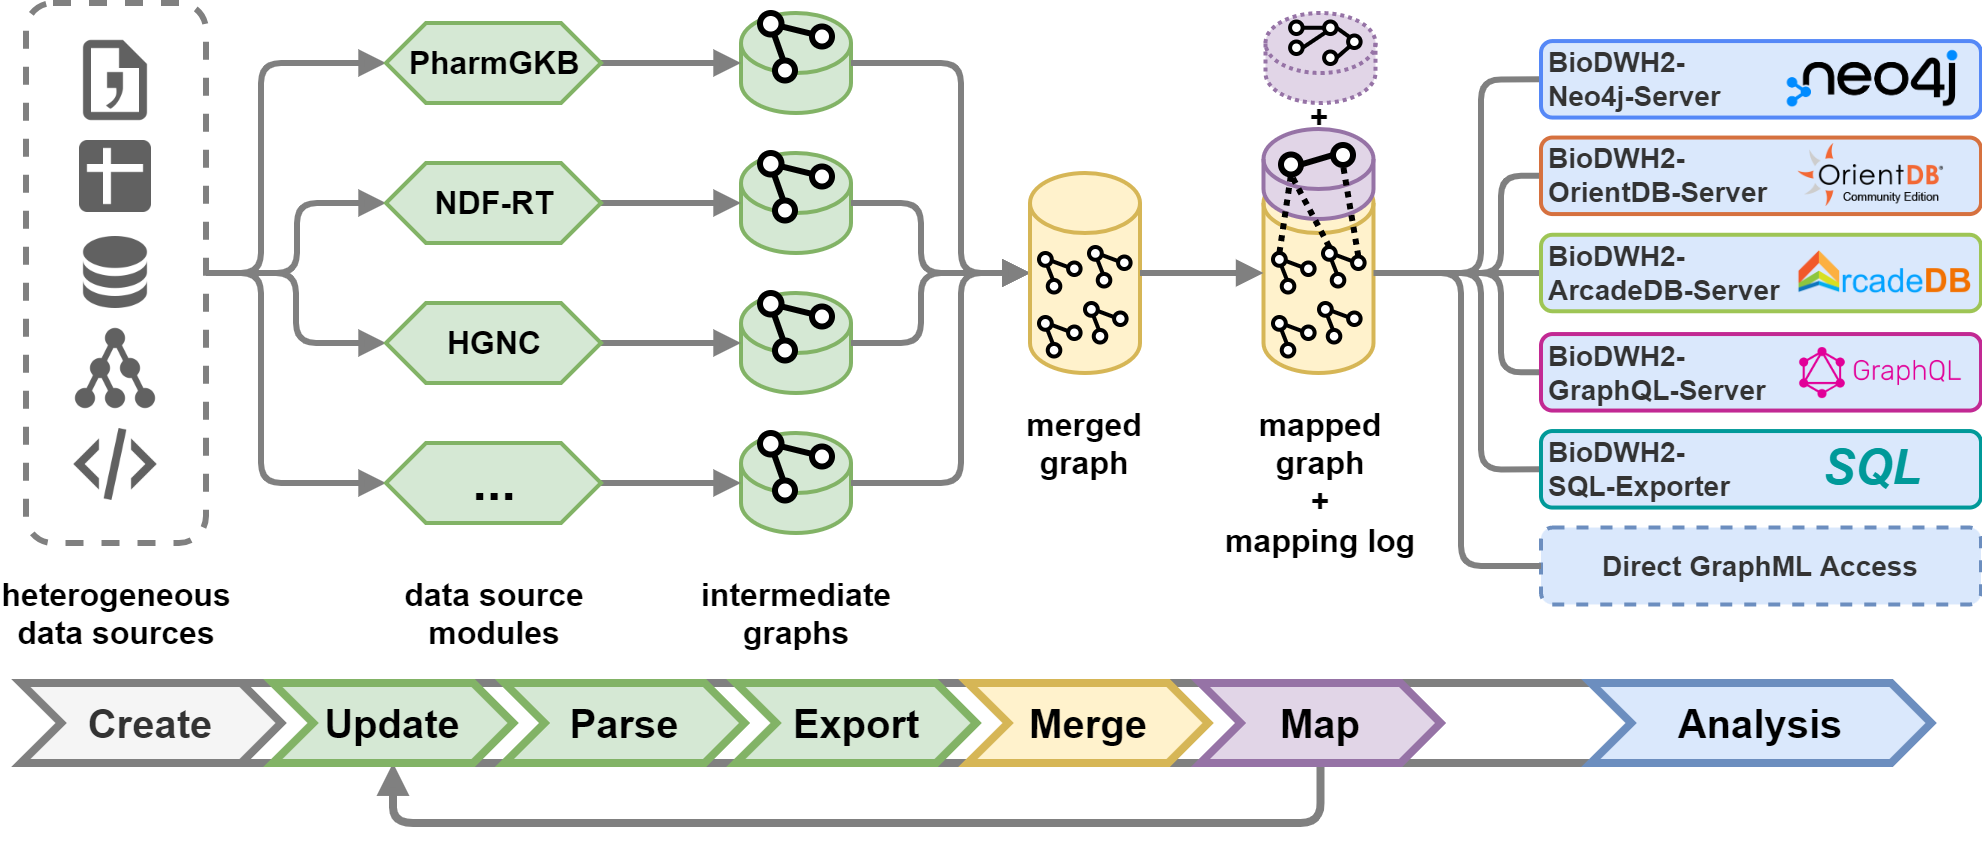 PharmGKB
NDF-RT
HGNC
...
heterogeneous
data sources
data source
modules
intermediate
graphs
merged
graph
+
mapped
graph
+
mapping log
BioDWH2-
Neo4j-Server
neo4j
BioDWH2-
OrientDB-Server
OrientDB®
Community Edition
BioDWH2-
ArcadeDB-Server
ArcadeDB
BioDWH2-
GraphQL-Server
GraphQL
BioDWH2-
SQL-Exporter
SQL
Direct GraphML Access
Create
Update
Parse
Export
Merge
Map
Analysis